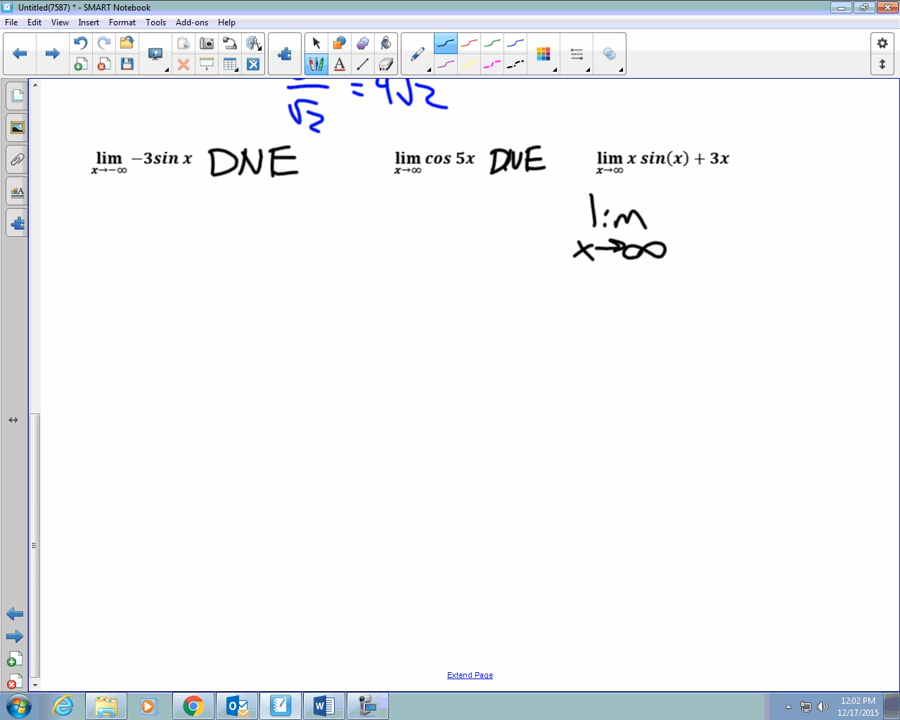 Untitled(7587) * - SMART Notebook
File Edit View Insert Format Tools Add-ons Help
√2 = 4√2
lim x→-∞ −3sin x DNE
lim x→∞ cos 5x DNE
lim x→∞ x sin(x) + 3x
lim
x→∞
Extend Page
12:02 PM
12/17/2015